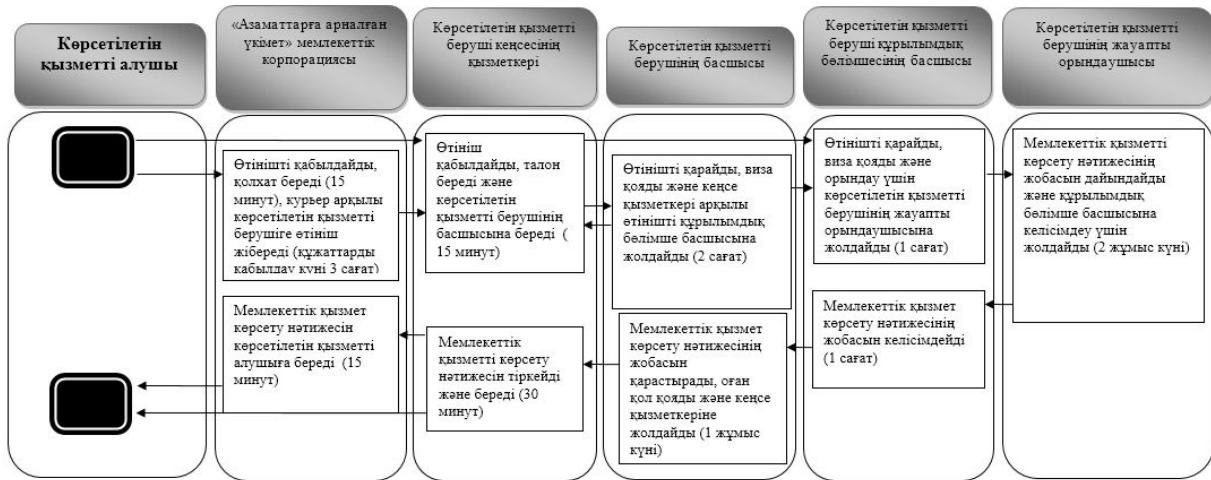 Көрсетілетін
қызметті алушы
«Азаматтарға арналған
үкімет» мемлекеттік
корпорациясы
Көрсетілетін қызметті
беруші кеңсесінің
қызметкері
Көрсетілетін қызметті
берушінің басшысы
Көрсетілетін қызметті
беруші құрылымдық
бөлімшесінің басшысы
Көрсетілетін қызметті
берушінің жауапты
орындаушысы
Өтінішті қабылдайды,
қолхат береді (15
минут), курьер арқылы
көрсетілетін қызметті
берушіге өтініш
жібереді (құжаттарды
қабылдау күні 3 сағат)
Өтініш
қабылдайды, талон
береді және
көрсетілетін
қызметті берушінің
басшысына береді (
15 минут)
Өтінішті қарайды, виза
қояды және кеңсе
қызметкері арқылы
өтінішті құрылымдық
бөлімше басшысына
жолдайды (2 сағат)
Өтінішті қарайды,
виза қояды және
орындау үшін
көрсетілетін қызметті
берушінің жауапты
орындаушысына
жолдайды (1 сағат)
Мемлекеттік қызметті
көрсету нәтижесінің
жобасын дайындайды
және құрылымдық
бөлімше басшысына
келісімдеу үшін
жолдайды (2 жұмыс күні)
Мемлекеттік қызмет
көрсету нәтижесін
көрсетілетін қызметті
алушыға береді (15
минут)
Мемлекеттік
қызметті көрсету
нәтижесін тіркейді
және береді (30
минут)
Мемлекеттік қызмет
көрсету нәтижесінің
жобасын
қарастырады, оған
қол қояды және кеңсе
қызметкеріне
жолдайды (1 жұмыс
күні)
Мемлекеттік қызмет
көрсету нәтижесінің
жобасын келісімдейді
(1 сағат)